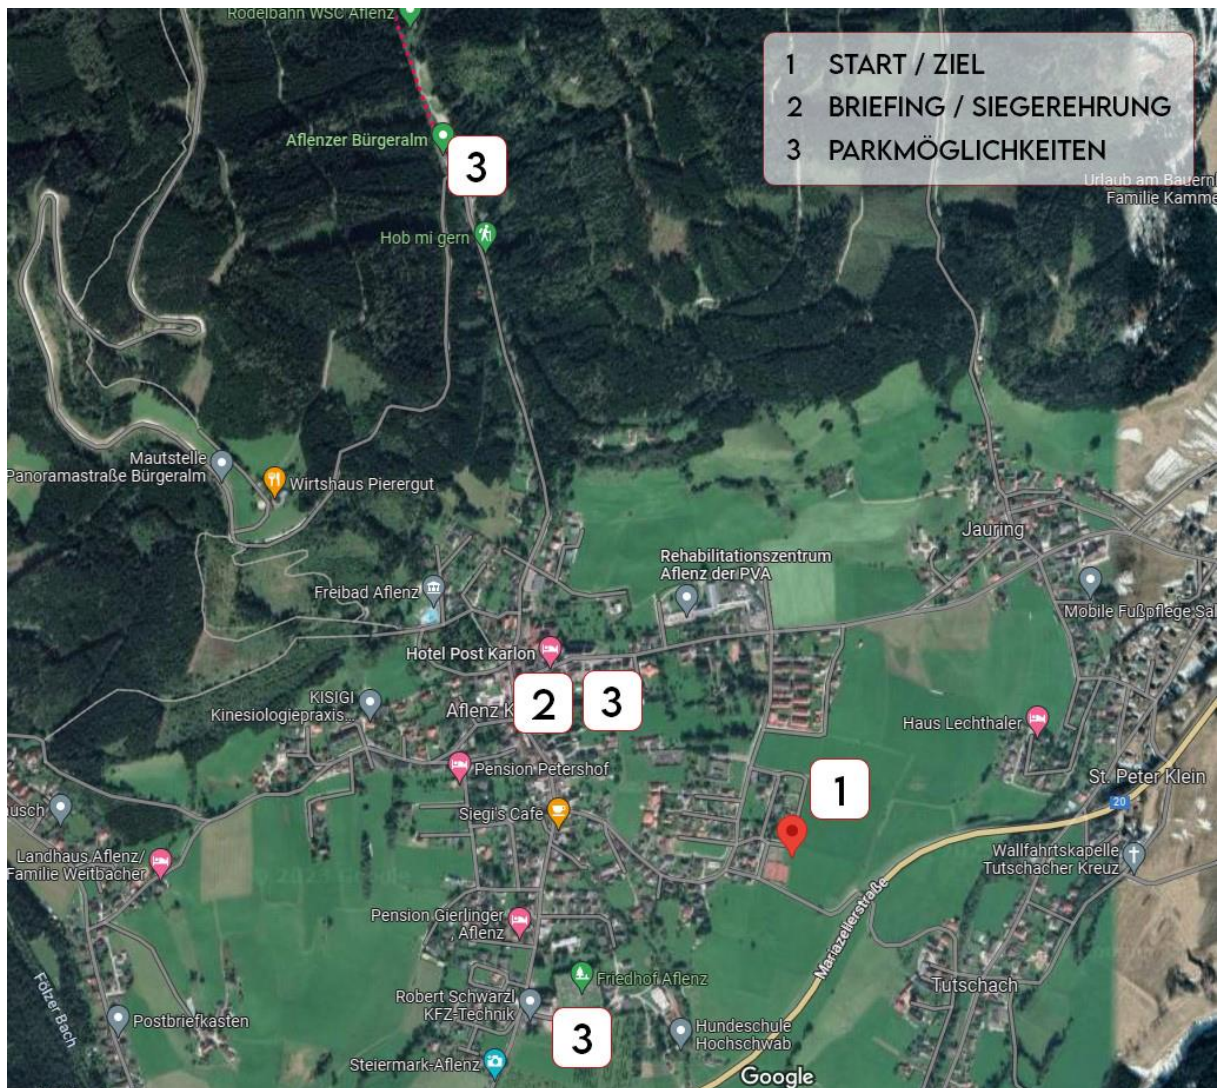 Rodelbahn WSC Aflenz
1 START / ZIEL
2 BRIEFING / SIEGEREHRUNG
3 PARKMÖGLICHKEITEN
Aflenzer Bürgeralm
3
Urlaub am Bauern
Familie Kamme
Hob mi gern
Mautstelle
Panoramastraße Bürgeralm
Wirtshaus Pierergut
Jauring
Rehabilitationszentrum
Aflenz der PVA
Freibad Aflenz
Mobile Fußpflege Sal
Hotel Post Karlon
2
3
KISIGI
Kinesiologiepraxis...
Aflenz K
Haus Lechthaler
Pension Petershof
St. Peter Klein
1
20
Siegi's Cafe
ausch
Landhaus Aflenz/
Familie Weitbacher
Wallfahrtskapelle
Tutschacher Kreuz
Mariazellerstraße
Pension Gierlinger
, Aflenz
Friedhof Aflenz
Tutschach
Fölzer Bach
Postbriefkasten
Robert Schwarzl
KFZ-Technik
3
Hundeschule
Hochschwab
Steiermark-Aflenz
Google